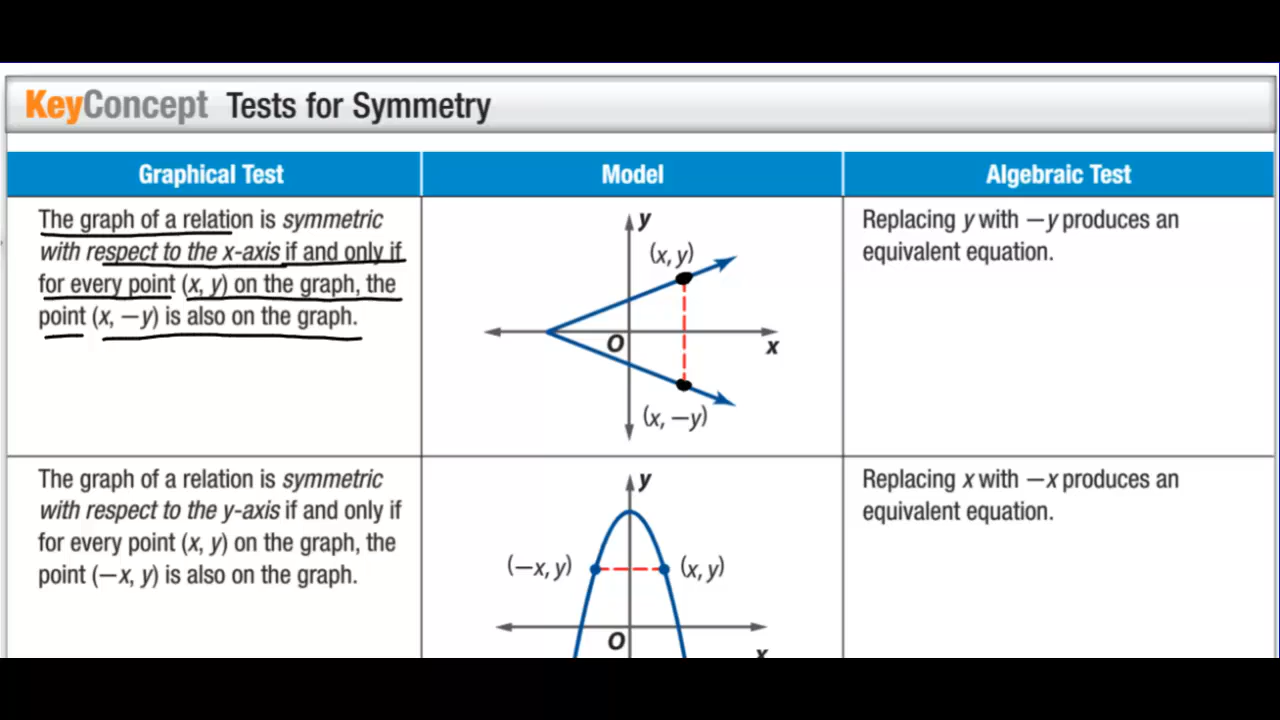 KeyConcept Tests for Symmetry
Graphical Test
Model
Algebraic Test
The graph of a relation is symmetric
with respect to the x-axis if and only if
for every point (x, y) on the graph, the
point (x, −y) is also on the graph.
y
(x, y)
O
x
(x, −y)
Replacing y with −y produces an
equivalent equation.
The graph of a relation is symmetric
with respect to the y-axis if and only if
for every point (x, y) on the graph, the
point (−x, y) is also on the graph.
y
(−x, y)
(x, y)
O
x
Replacing x with −x produces an
equivalent equation.